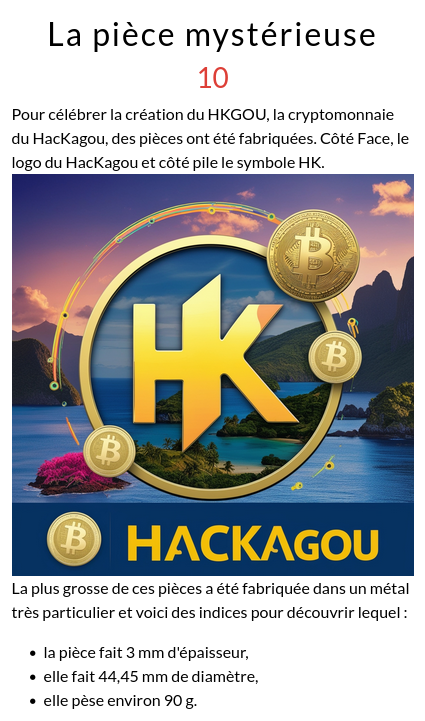 La pièce mystérieuse
10
Pour célébrer la création du HKGOU, la cryptomonnaie
du HacKagou, des pièces ont été fabriquées. Côté Face, le
logo du HacKagou et côté pile le symbole HK.
HK
HACKAGOU
La plus grosse de ces pièces a été fabriquée dans un métal
très particulier et voici des indices pour découvrir lequel :
• la pièce fait 3 mm d'épaisseur,
• elle fait 44,45 mm de diamètre,
• elle pèse environ 90 g.